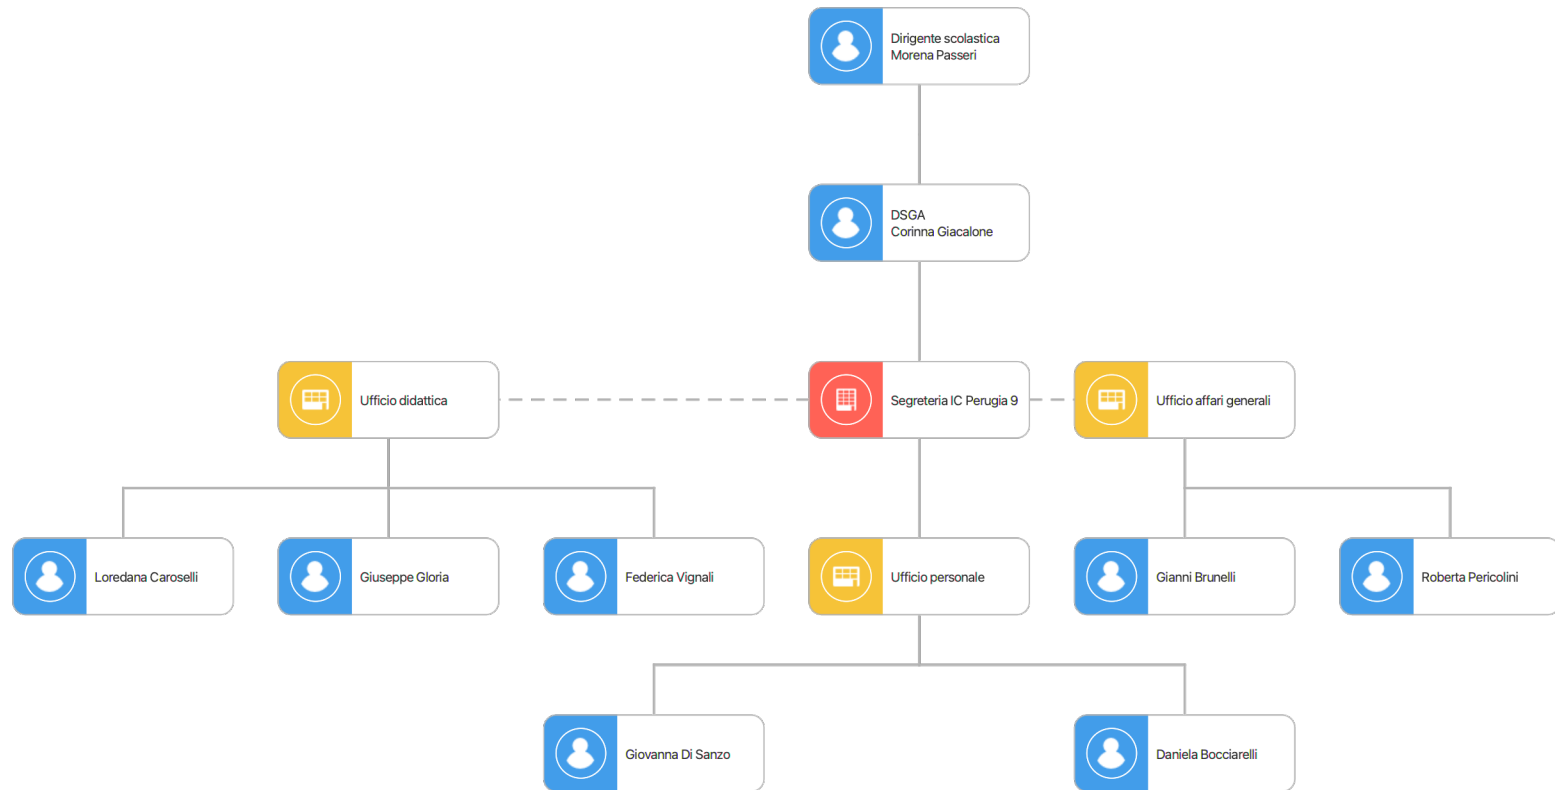 Dirigente scolastica
Morena Passeri
DSGA
Corinna Giacalone
Ufficio didattica
Segreteria IC Perugia 9
Ufficio affari generali
Loredana Caroselli
Giuseppe Gloria
Federica Vignali
Ufficio personale
Gianni Brunelli
Roberta Pericolini
Giovanna Di Sanzo
Daniela Bocciarelli